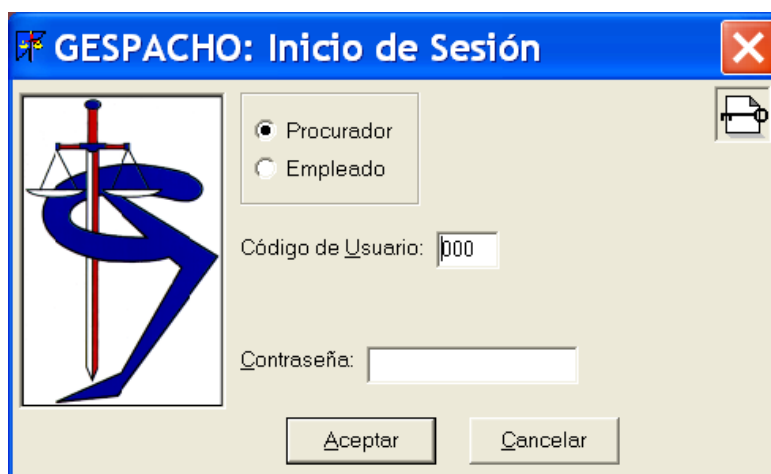 GESPACHO: Inicio de Sesión
Procurador
Empleado
Código de Usuario: 000
Contraseña:
Aceptar Cancelar